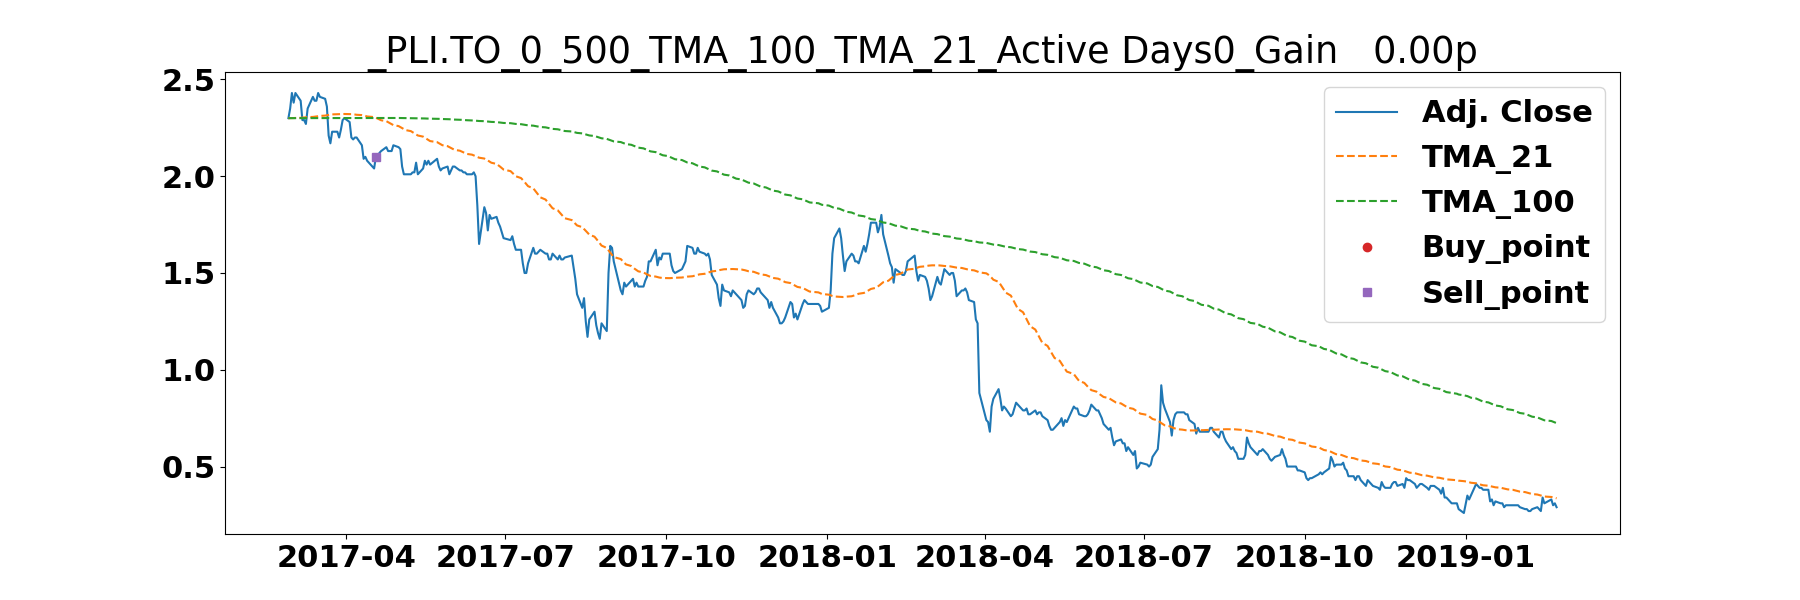 _PLI.TO_0_500_TMA_100_TMA_21_Active Days0_Gain   0.00p
2.5
2.0
1.5
1.0
0.5
Adj. Close
TMA_21
TMA_100
Buy_point
Sell_point
2017-04 2017-07 2017-10 2018-01 2018-04 2018-07 2018-10 2019-01